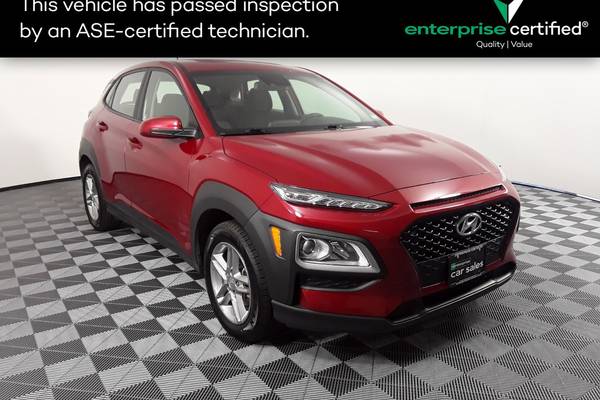 This vehicle has passed inspection
by an ASE-certified technician.
enterprise certified®
Quality | Value
car sales